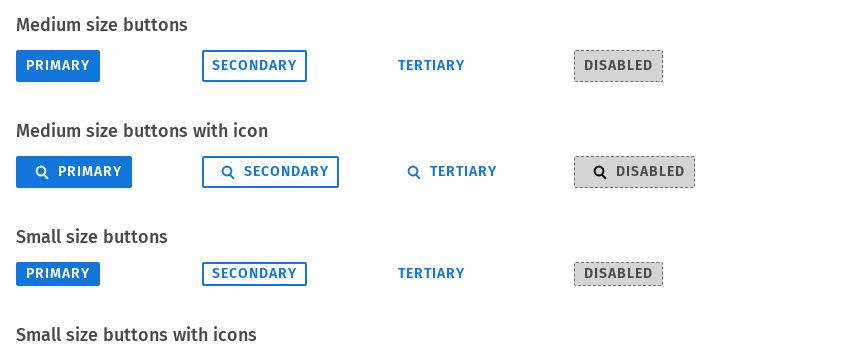 Medium size buttons
PRIMARY SECONDARY TERTIARY DISABLED
Medium size buttons with icon
PRIMARY SECONDARY TERTIARY DISABLED
Small size buttons
PRIMARY SECONDARY TERTIARY DISABLED
Small size buttons with icons